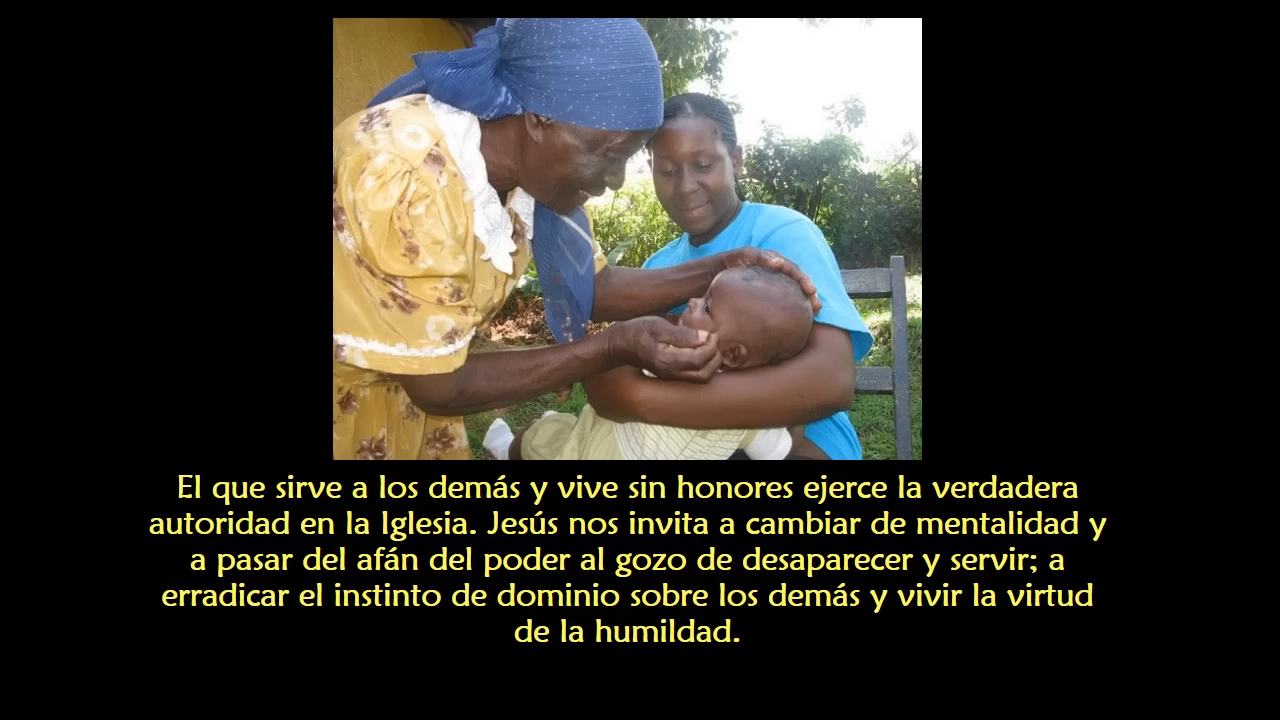 El que sirve a los demás y vive sin honores ejerce la verdadera
autoridad en la Iglesia. Jesús nos invita a cambiar de mentalidad y
a pasar del afán del poder al gozo de desaparecer y servir; a
erradicar el instinto de dominio sobre los demás y vivir la virtud
de la humildad.